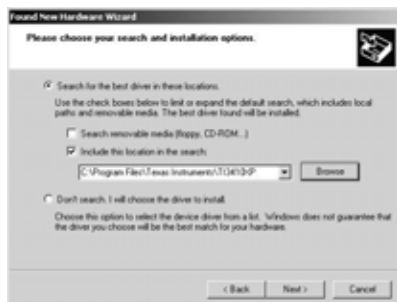 Found New Hardware Wizard
Please choose your search and installation options.
Search for the best driver in these locations.
Use the check boxes below to limit or expand the default search, which includes local
paths and removable media. The best driver found will be installed.
Search removable media (floppy, CD-ROM...)
Include this location in the search:
C:\Program Files\Texas Instruments\
Browse
Don't search. I will choose the driver to install.
Choose this option to select the device driver from a list. Windows does not guarantee that
the driver you choose will be the best match for your hardware.
< Back
Next >
Cancel